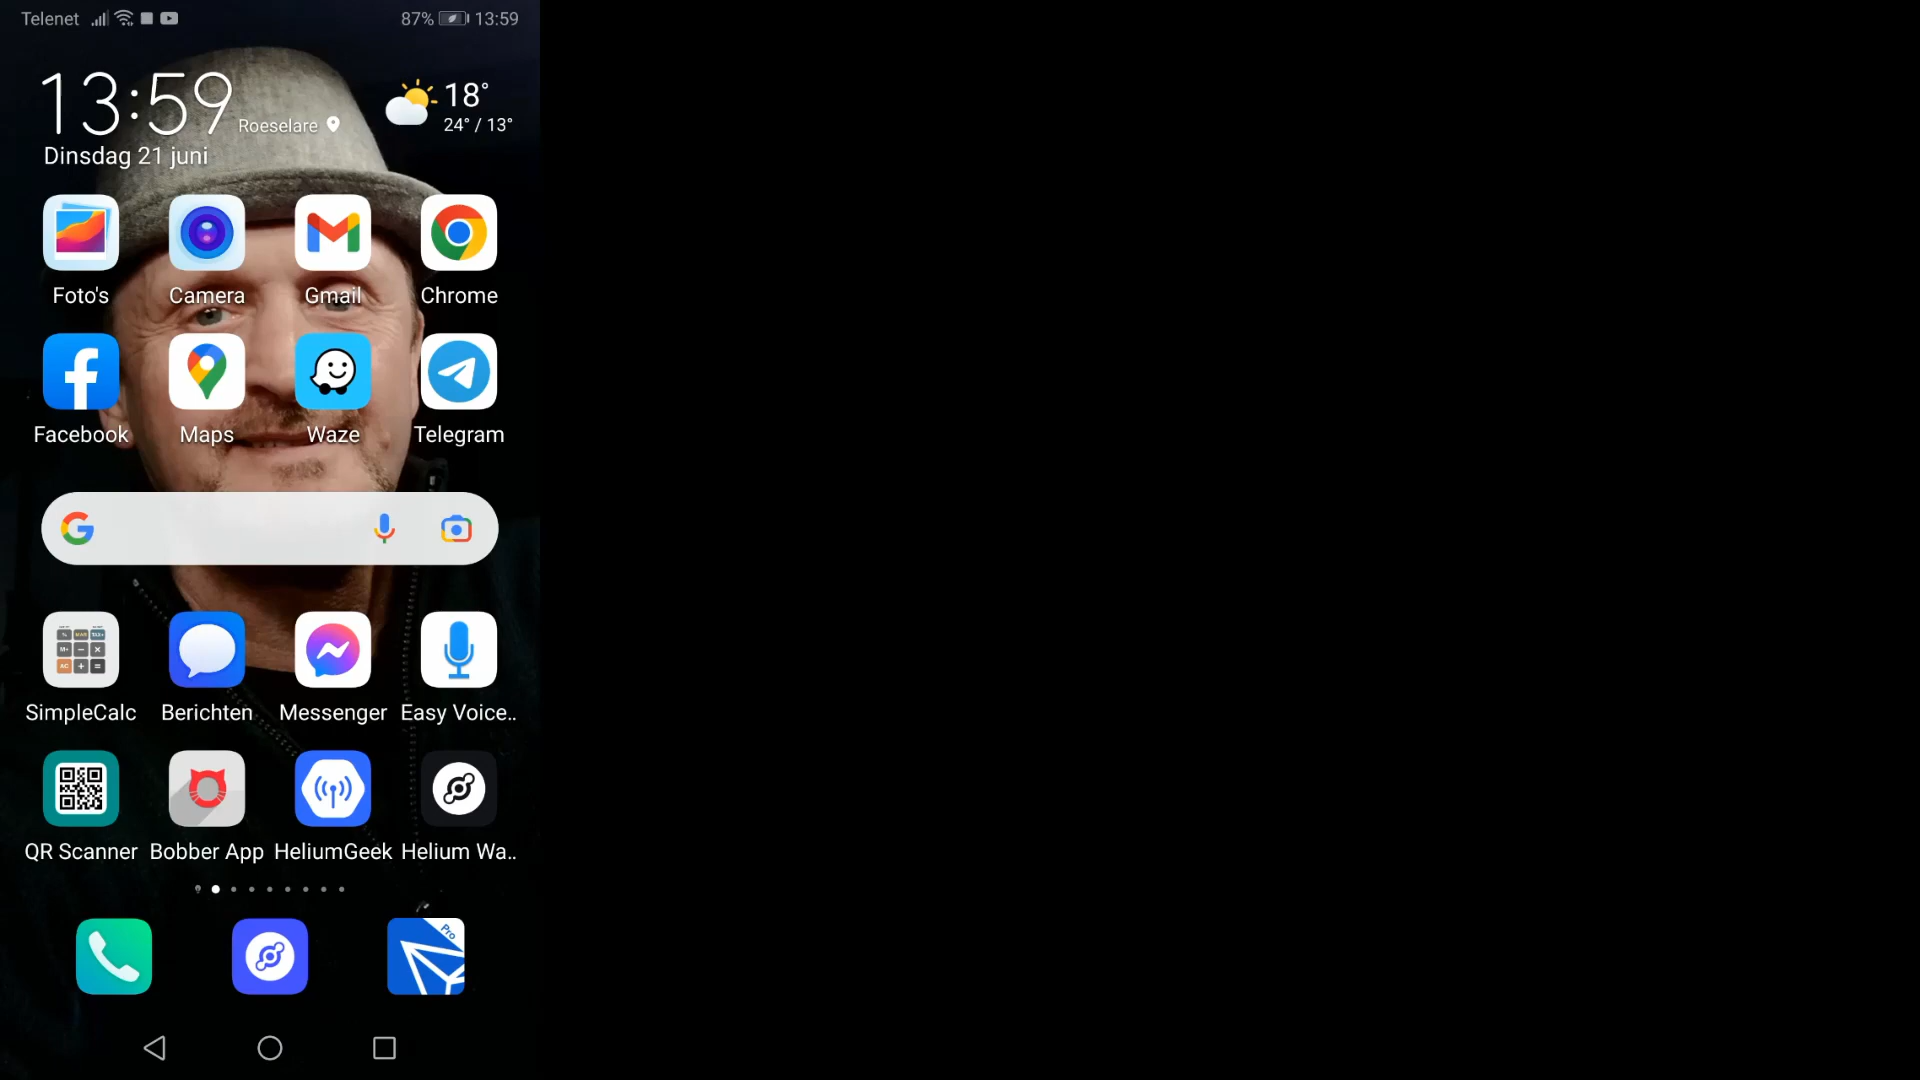 Telenet 87% 13:59
13:59
Roeselare
18°
24° / 13°
Dinsdag 21 juni
Foto's Camera Gmail Chrome
Facebook Maps Waze Telegram
SimpleCalc Berichten Messenger Easy Voice..
QR Scanner Bobber App HeliumGeek Helium Wa..
Pro